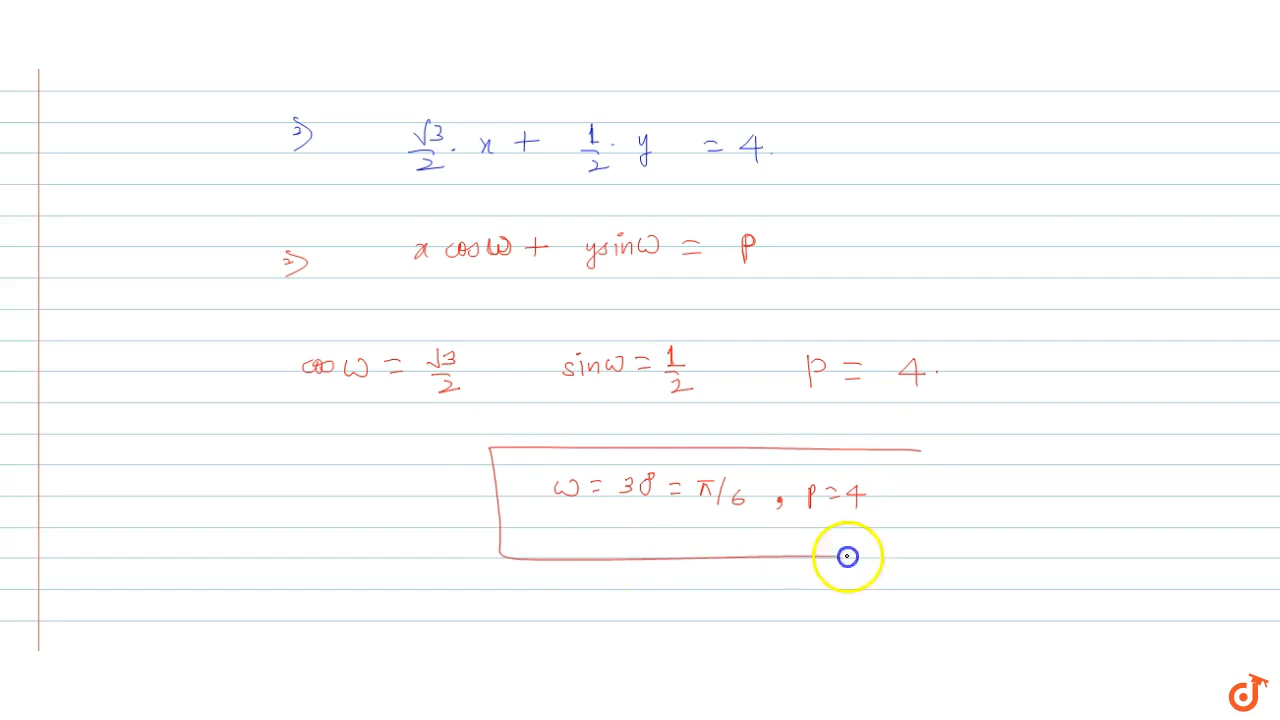 ⇒ √3/2 · x + 1/2 · y = 4.
⇒ x cosω + y sinω = p
cosω = √3/2 sinω = 1/2 P = 4.
ω = 30° = π/6 , p = 4